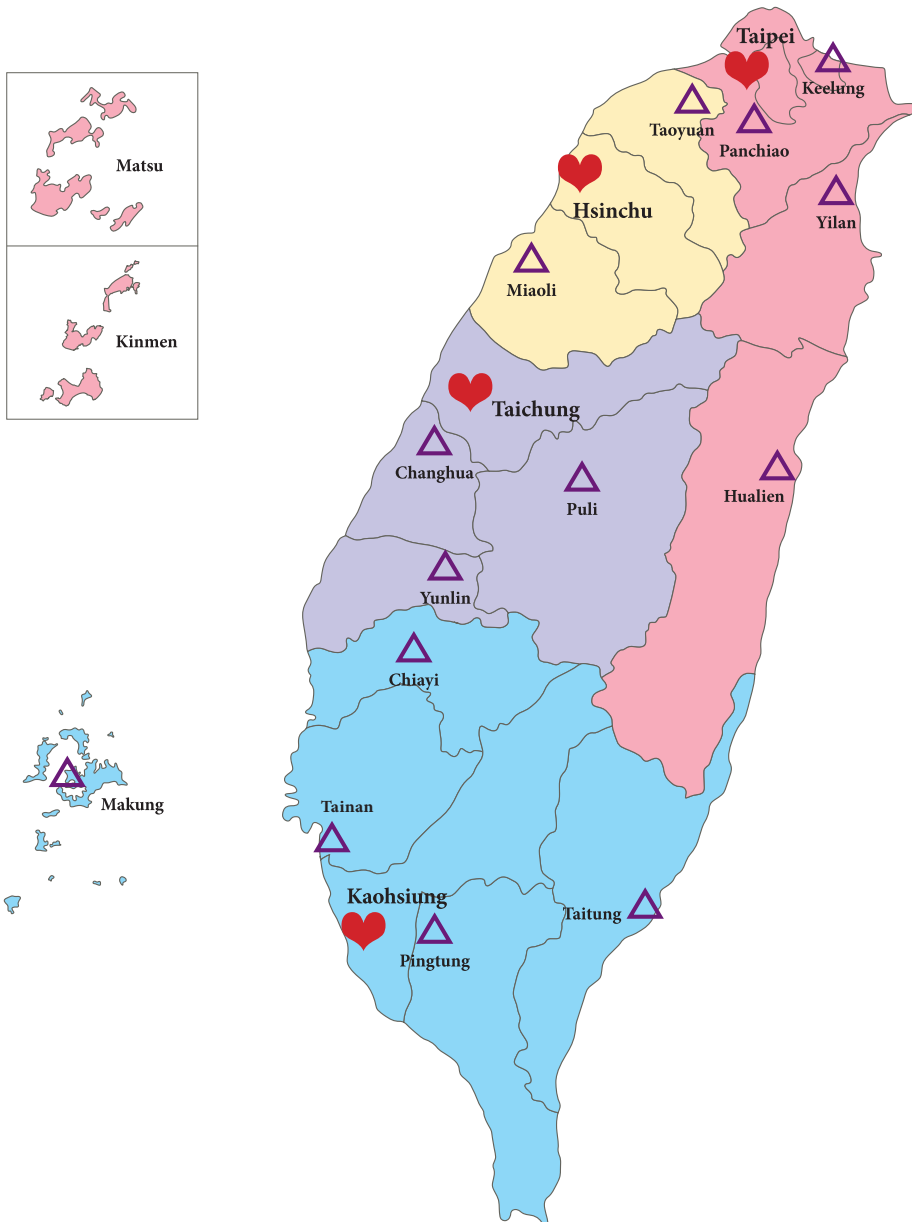 Taipei
Keelung
Taoyuan
Panchiao
Matsu
Hsinchu
Yilan
Miaoli
Kinmen
Taichung
Changhua
Hualien
Puli
Yunlin
Chiayi
Makung
Tainan
Kaohsiung
Taitung
Pingtung